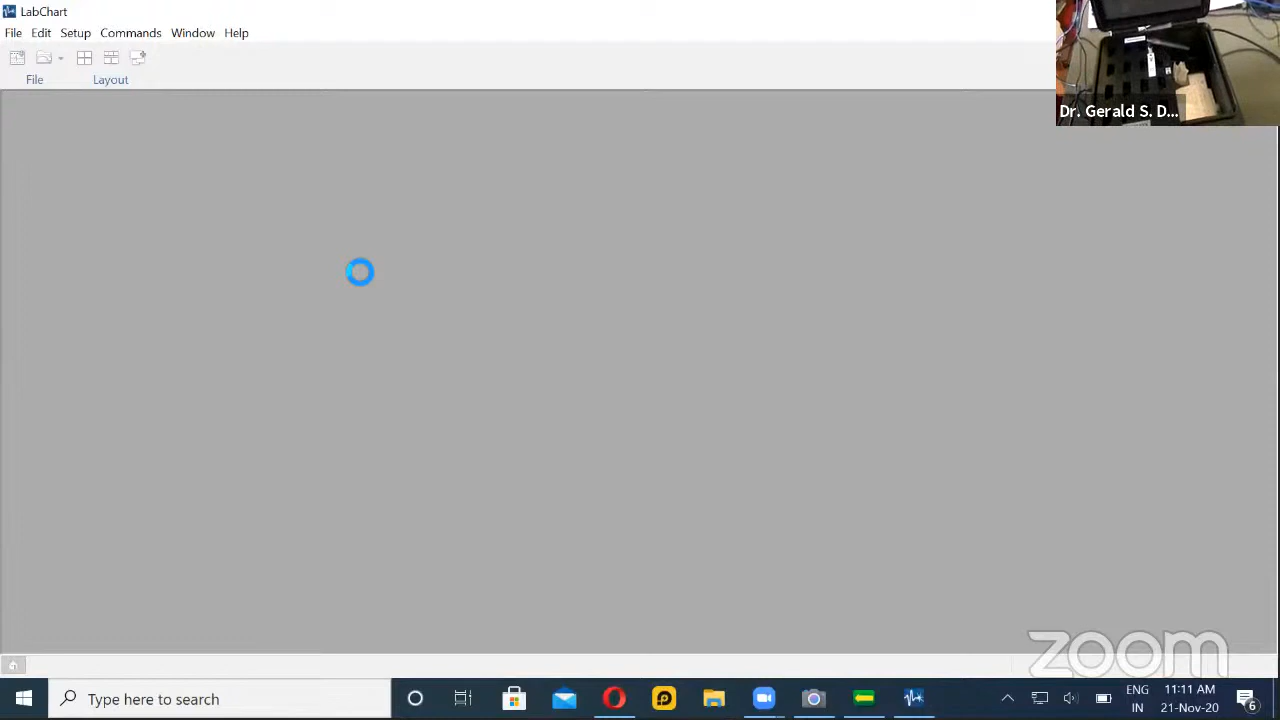 LabChart
File Edit Setup Commands Window Help
File Layout
Dr. Gerald S. D...
zoom
Type here to search
ENG
IN
11:11 AM
21-Nov-20
6